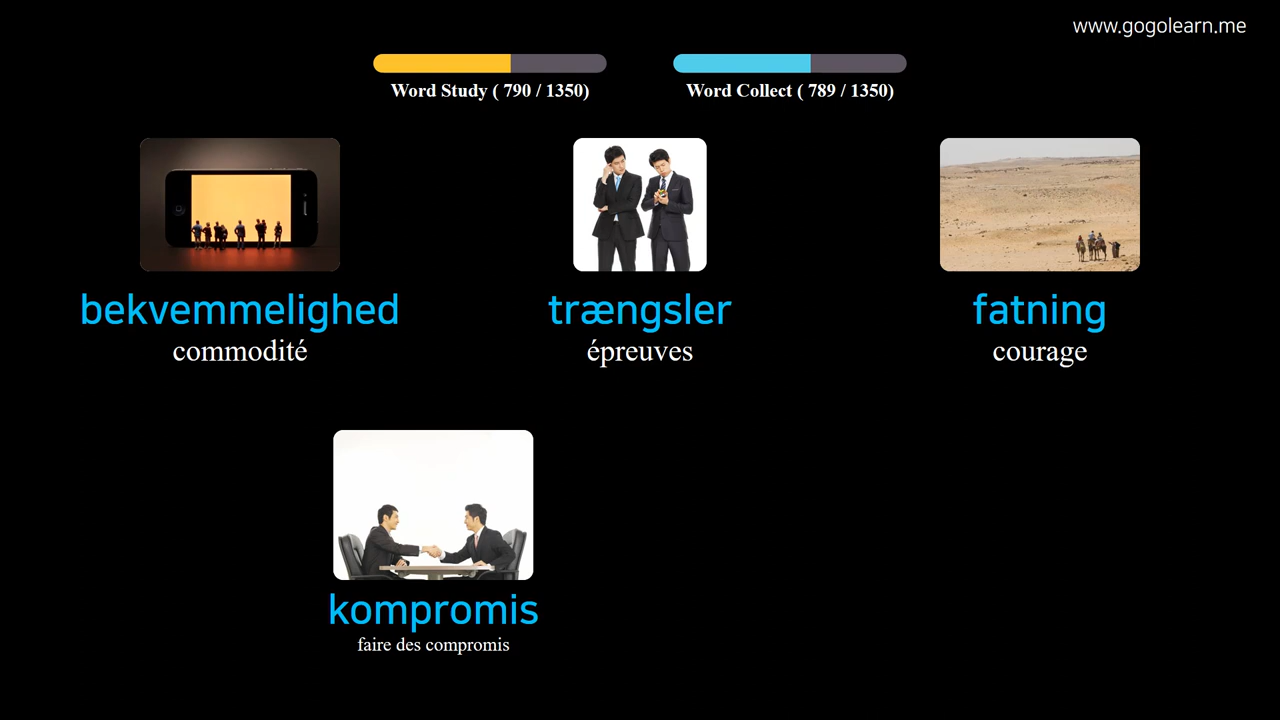 www.gogolearn.me
Word Study ( 790 / 1350)
Word Collect ( 789 / 1350)
bekvemmelighed
trængsler
fatning
commodité
épreuves
courage
kompromis
faire des compromis